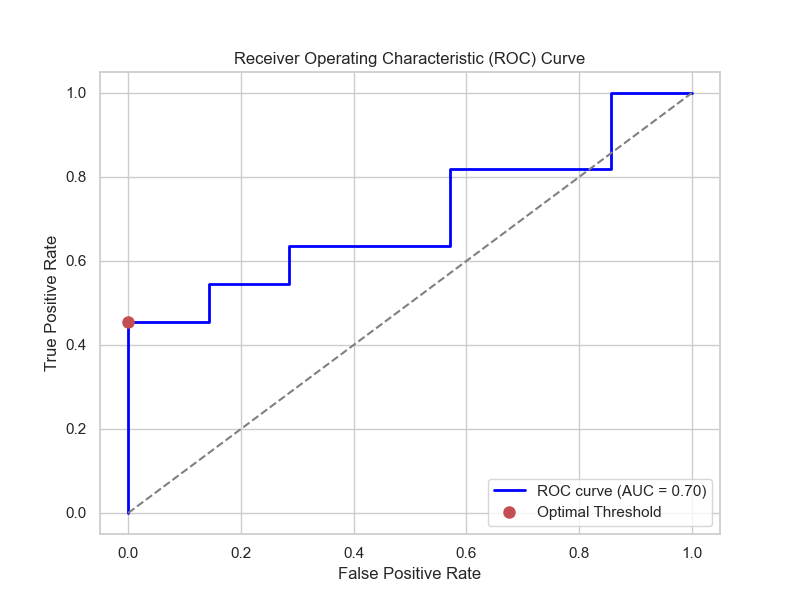 Receiver Operating Characteristic (ROC) Curve
True Positive Rate
1.0
0.8
0.6
0.4
0.2
0.0
0.0 0.2 0.4 0.6 0.8 1.0
False Positive Rate
ROC curve (AUC = 0.70)
Optimal Threshold